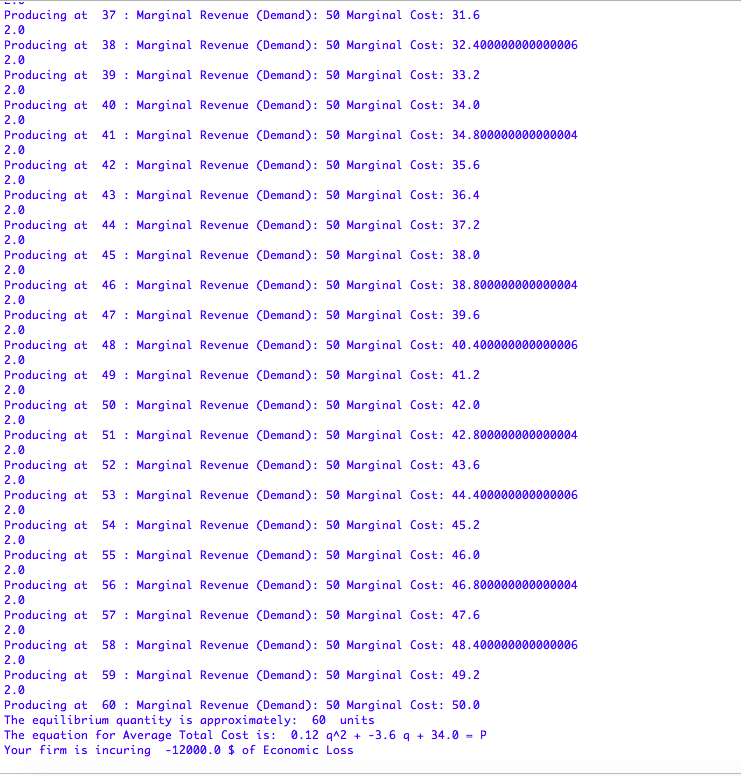 2.0
Producing at  37 : Marginal Revenue (Demand): 50 Marginal Cost: 31.6
2.0
Producing at  38 : Marginal Revenue (Demand): 50 Marginal Cost: 32.400000000000006
2.0
Producing at  39 : Marginal Revenue (Demand): 50 Marginal Cost: 33.2
2.0
Producing at  40 : Marginal Revenue (Demand): 50 Marginal Cost: 34.0
2.0
Producing at  41 : Marginal Revenue (Demand): 50 Marginal Cost: 34.800000000000004
2.0
Producing at  42 : Marginal Revenue (Demand): 50 Marginal Cost: 35.6
2.0
Producing at  43 : Marginal Revenue (Demand): 50 Marginal Cost: 36.4
2.0
Producing at  44 : Marginal Revenue (Demand): 50 Marginal Cost: 37.2
2.0
Producing at  45 : Marginal Revenue (Demand): 50 Marginal Cost: 38.0
2.0
Producing at  46 : Marginal Revenue (Demand): 50 Marginal Cost: 38.800000000000004
2.0
Producing at  47 : Marginal Revenue (Demand): 50 Marginal Cost: 39.6
2.0
Producing at  48 : Marginal Revenue (Demand): 50 Marginal Cost: 40.400000000000006
2.0
Producing at  49 : Marginal Revenue (Demand): 50 Marginal Cost: 41.2
2.0
Producing at  50 : Marginal Revenue (Demand): 50 Marginal Cost: 42.0
2.0
Producing at  51 : Marginal Revenue (Demand): 50 Marginal Cost: 42.800000000000004
2.0
Producing at  52 : Marginal Revenue (Demand): 50 Marginal Cost: 43.6
2.0
Producing at  53 : Marginal Revenue (Demand): 50 Marginal Cost: 44.400000000000006
2.0
Producing at  54 : Marginal Revenue (Demand): 50 Marginal Cost: 45.2
2.0
Producing at  55 : Marginal Revenue (Demand): 50 Marginal Cost: 46.0
2.0
Producing at  56 : Marginal Revenue (Demand): 50 Marginal Cost: 46.800000000000004
2.0
Producing at  57 : Marginal Revenue (Demand): 50 Marginal Cost: 47.6
2.0
Producing at  58 : Marginal Revenue (Demand): 50 Marginal Cost: 48.400000000000006
2.0
Producing at  59 : Marginal Revenue (Demand): 50 Marginal Cost: 49.2
2.0
Producing at  60 : Marginal Revenue (Demand): 50 Marginal Cost: 50.0
The equilibrium quantity is approximately:  60  units
The equation for Average Total Cost is:  0.12 q^2 + -3.6 q + 34.0 = P
Your firm is incuring  -12000.0 $ of Economic Loss